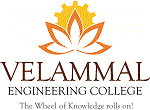 VELAMMAL
ENGINEERING COLLEGE
The Wheel of Knowledge rolls on!